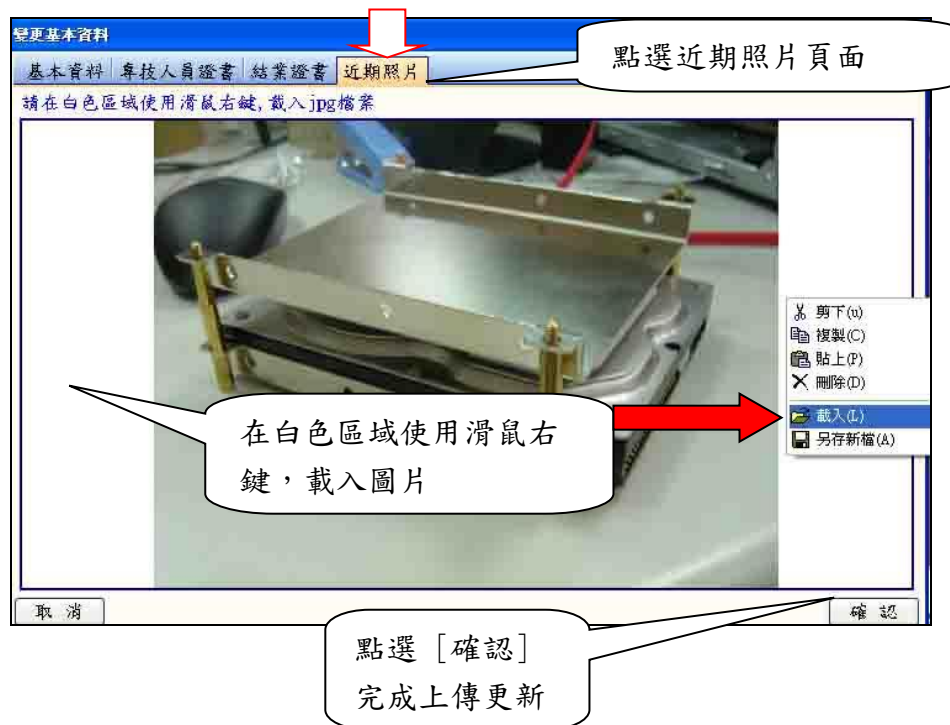 變更基本資料
點選近期照片頁面
基本資料 專技人員證書 結業證書 近期照片
請在白色區域使用滑鼠右鍵,載入jpg檔案
剪下(u)
複製(C)
貼上(P)
刪除(D)
載入(L)
另存新檔(A)
在白色區域使用滑鼠右
鍵,載入圖片
取 消
確 認
點選［確認］
完成上傳更新